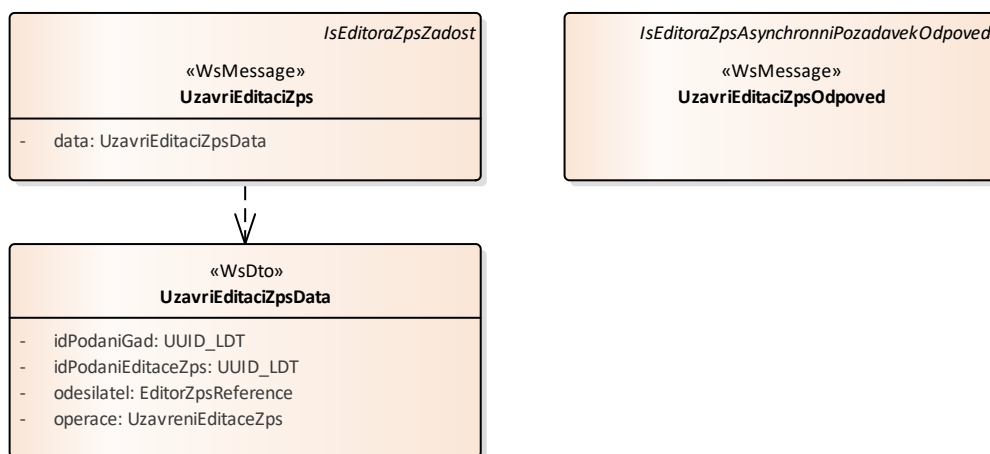 IsEditoraZpsZadost
«WsMessage»
UzavriEditaciZps
- data: UzavriEditaciZpsData
IsEditoraZpsAsynchronniPozadavekOdpoved
«WsMessage»
UzavriEditaciZpsOdpoved
«WsDto»
UzavriEditaciZpsData
- idPodaniGad: UUID_LDT
- idPodaniEditaceZps: UUID_LDT
- odesilatel: EditorZpsReference
- operace: UzavreniEditaceZps